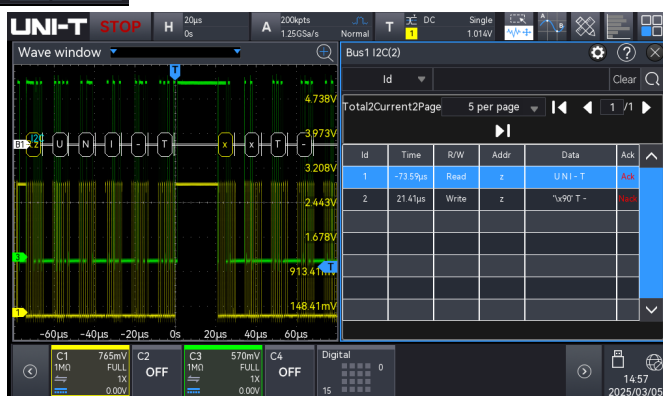 UNI-T STOP H 20μs 0s A 200kpts 1.25GSa/s Normal T 1 DC Single 1.014V
Wave window
Bus1 I2C(2)
Id
Clear
Total2Current2Page 5 per page 1 /1
Id Time R/W Addr Data Ack
1 -73.59μs Read z U N I - T Ack
2 21.41μs Write z '\x90' T - Nack
4.738V
3.973V
3.208V
2.443V
1.678V
913.41mV
148.41mV
T
B1 I2C z U N I - T x x T -
3
1
-60μs -40μs -20μs 0s 20μs 40μs 60μs
C1 765mV
1MΩ FULL
1X
0.00V
C2
OFF
C3 570mV
1MΩ FULL
1X
0.00V
C4
OFF
Digital
0
15
14:57
2025/03/05